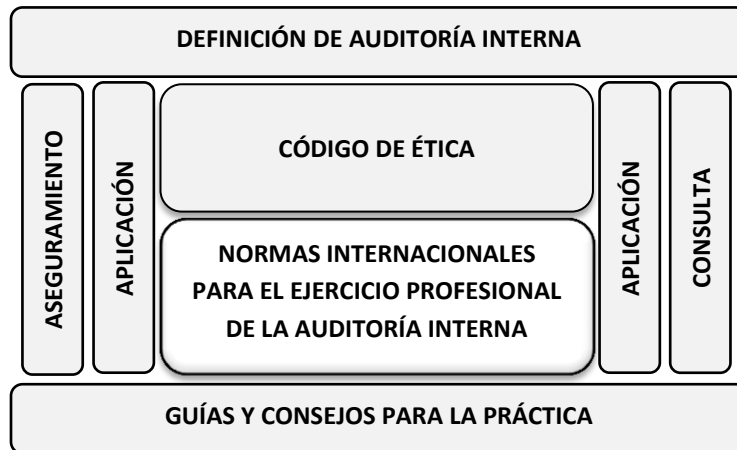 DEFINICIÓN DE AUDITORÍA INTERNA
ASEGURAMIENTO
APLICACIÓN
CÓDIGO DE ÉTICA
NORMAS INTERNACIONALES
PARA EL EJERCICIO PROFESIONAL
DE LA AUDITORÍA INTERNA
APLICACIÓN
CONSULTA
GUÍAS Y CONSEJOS PARA LA PRÁCTICA